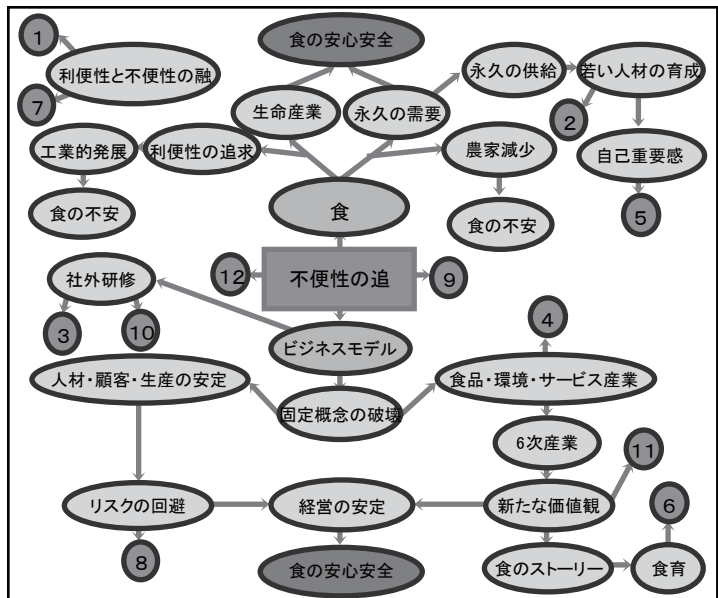 1
食の安心安全
利便性と不便性の融
永久の供給
若い人材の育成
7
生命産業
永久の需要
2
工業的発展
利便性の追求
農家減少
自己重要感
食の不安
食
食の不安
5
社外研修
12
不便性の追
9
3
10
ビジネスモデル
4
人材・顧客・生産の安定
食品・環境・サービス産業
固定概念の破壊
6次産業
11
リスクの回避
経営の安定
新たな価値観
6
8
食の安心安全
食のストーリー
食育